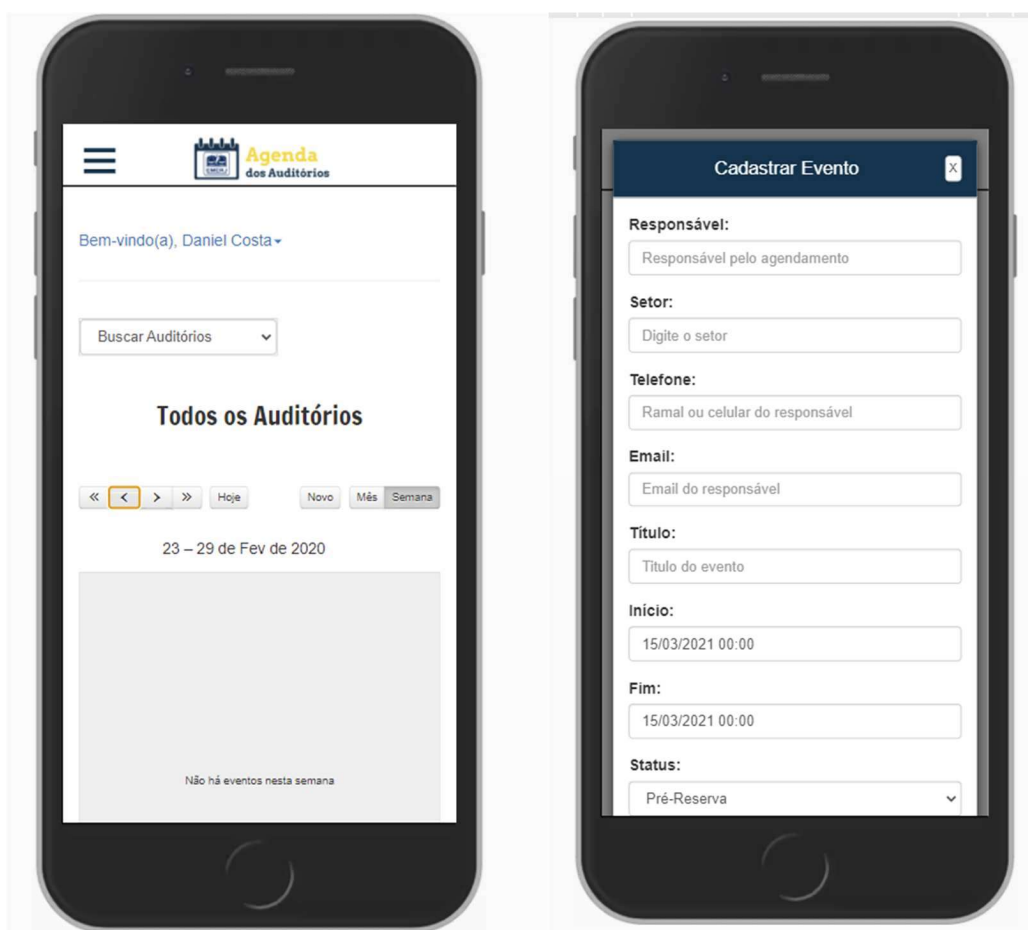 Agenda
dos Auditórios
Bem-vindo(a), Daniel Costa
Buscar Auditórios
Todos os Auditórios
« < > » Hoje Novo Mês Semana
23 – 29 de Fev de 2020
Não há eventos nesta semana
Cadastrar Evento X
Responsável:
Responsável pelo agendamento
Setor:
Digite o setor
Telefone:
Ramal ou celular do responsável
Email:
Email do responsável
Título:
Titulo do evento
Início:
15/03/2021 00:00
Fim:
15/03/2021 00:00
Status:
Pré-Reserva